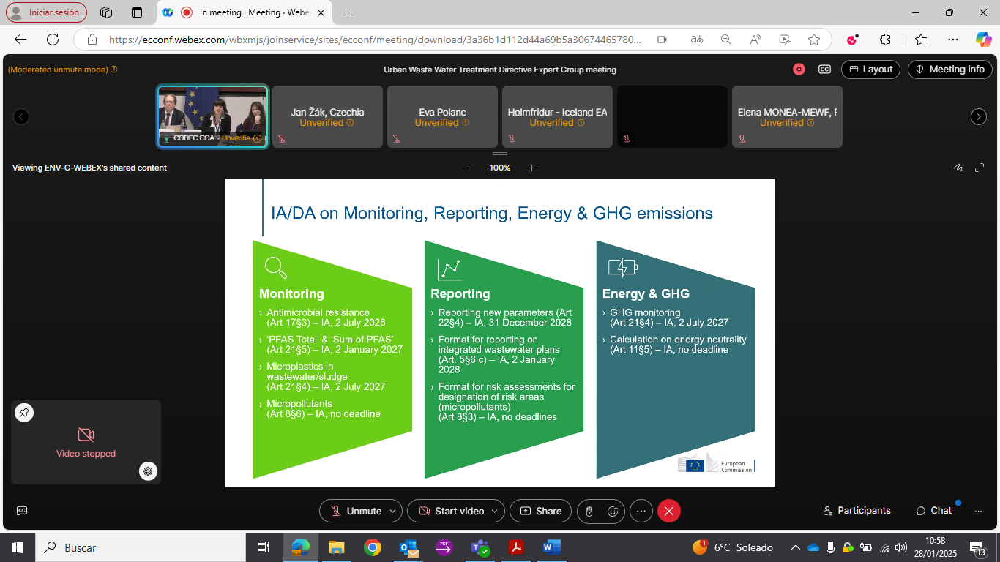 Iniciar sesión
In meeting · Meeting · Webex
https://ecconf.webex.com/wbxmjs/joinservice/sites/ecconf/meeting/download/3a36b1d112d44a69b5a30674465780...
(Moderated unmute mode)
Urban Waste Water Treatment Directive Expert Group meeting
CC
Layout
Meeting info
CODEC CCA - Unverifie
Jan Žák, Czechia
Unverified
Eva Polanc
Unverified
Holmfridur - Iceland EA
Unverified
Elena MONEA-MEWF, F
Unverified
Viewing ENV-C-WEBEX's shared content
100%
IA/DA on Monitoring, Reporting, Energy & GHG emissions
Monitoring
› Antimicrobial resistance
(Art 17§3) – IA, 2 July 2026
› ‘PFAS Total’ & ‘Sum of PFAS’
(Art 21§5) – IA, 2 January 2027
› Microplastics in
wastewater/sludge
(Art 21§4) – IA, 2 July 2027
› Micropollutants
(Art 8§6) – IA, no deadline
Reporting
› Reporting new parameters (Art
22§4) – IA, 31 December 2028
› Format for reporting on
integrated wastewater plans
(Art. 5§6 c) – IA, 2 January
2028
› Format for risk assessments for
designation of risk areas
(micropollutants)
(Art 8§3) – IA, no deadlines
Energy & GHG
› GHG monitoring
(Art 21§4) – IA, 2 July 2027
› Calculation on energy neutrality
(Art 11§5) – IA, no deadline
European
Commission
Video stopped
Unmute
Start video
Share
Participants
Chat
Buscar
PDF
1
6°C Soleado
10:58
28/01/2025
13